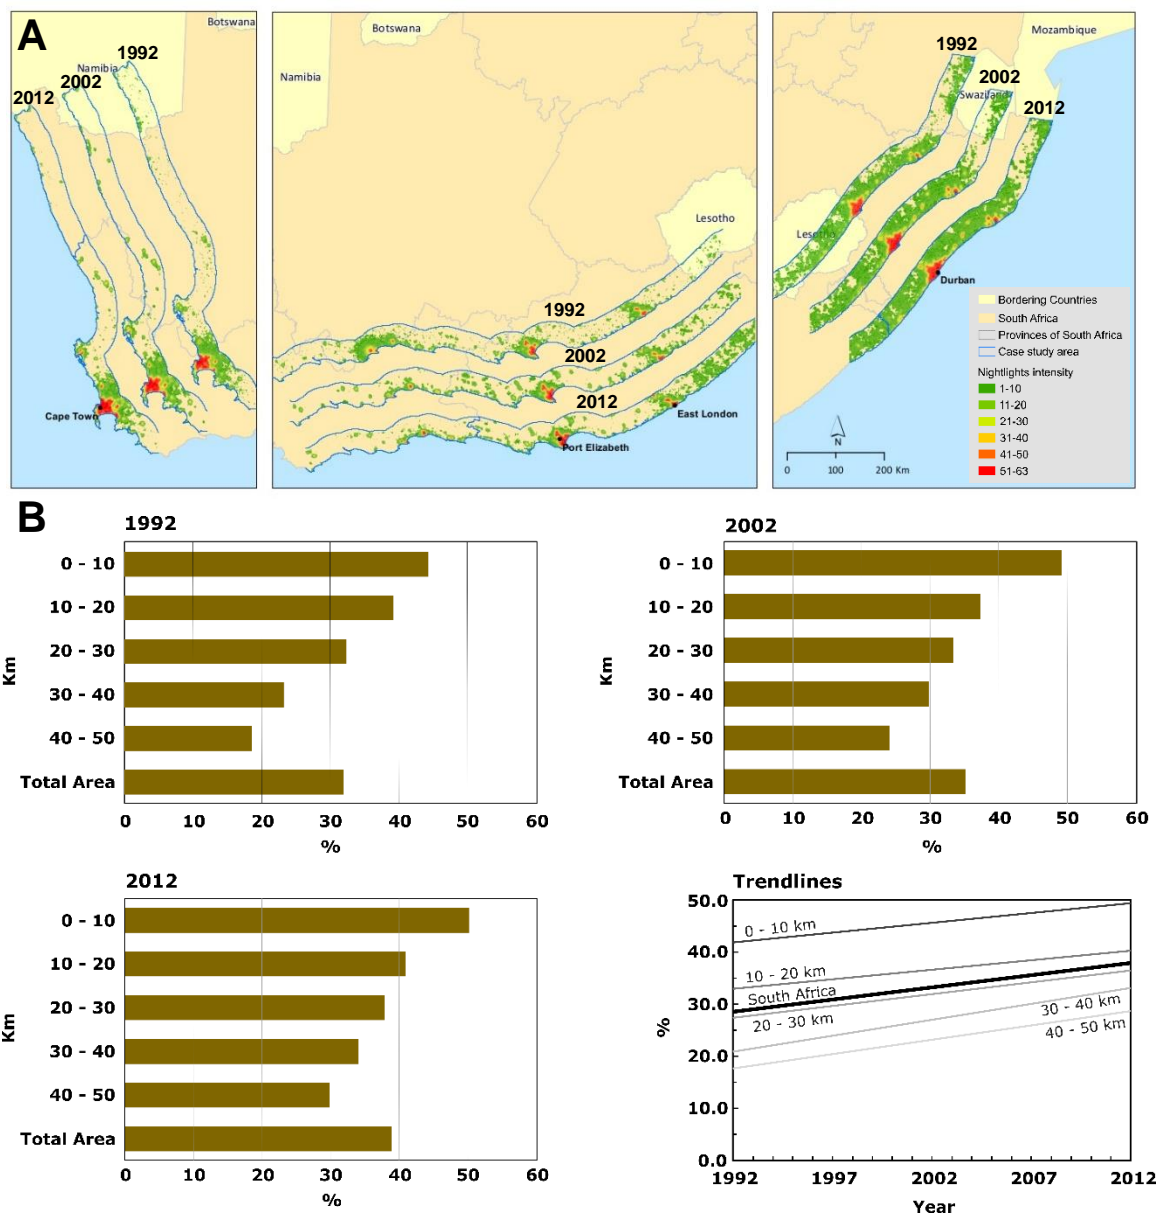 A
Botswana
1992
Namibia
2002
2012
Cape Town
Botswana
Namibia
Lesotho
1992
2002
2012
East London
Port Elizabeth
Mozambique
1992
2002
Swaziland
2012
Lesotho
Durban
Bordering Countries
South Africa
Provinces of South Africa
Case study area
Nightlights intensity
1-10
11-20
21-30
31-40
41-50
51-63
N
0 100 200 Km
B
1992
Km
0 - 10
10 - 20
20 - 30
30 - 40
40 - 50
Total Area
0 10 20 30 40 50 60
%
2002
Km
0 - 10
10 - 20
20 - 30
30 - 40
40 - 50
Total Area
0 10 20 30 40 50 60
%
2012
Km
0 - 10
10 - 20
20 - 30
30 - 40
40 - 50
Total Area
0 10 20 30 40 50 60
%
Trendlines
50.0
40.0
30.0
20.0
10.0
0.0
%
0 - 10 km
10 - 20 km
South Africa
20 - 30 km
30 - 40 km
40 - 50 km
1992 1997 2002 2007 2012
Year